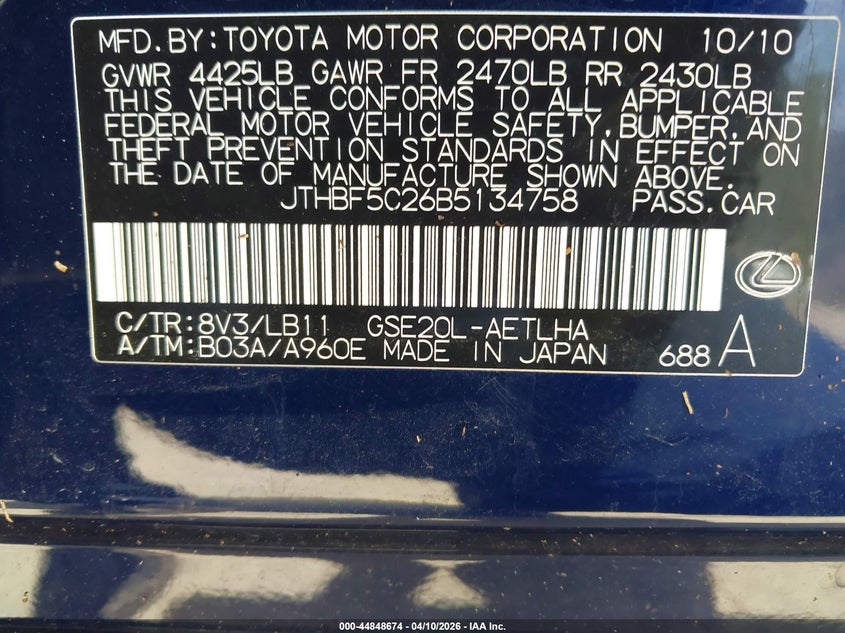 MFD.BY:TOYOTA MOTOR CORPORATION 10/10
GVWR 4425LB GAWR FR 2470LB RR 2430LB
THIS VEHICLE CONFORMS TO ALL APPLICABLE
FEDERAL MOTOR VEHICLE SAFETY,BUMPER,AND
THEFT PREVENTION STANDARDS IN EFFECT ON
THE DATE OF MANUFACTURE SHOWN ABOVE.
JTHBF5C26B5134758 PASS.CAR
C/TR:8V3/LB11 GSE20L-AETLHA
A/TM:B03A/A960E MADE IN JAPAN 688 A
000-44848674 - 04/10/2026 - IAA Inc.